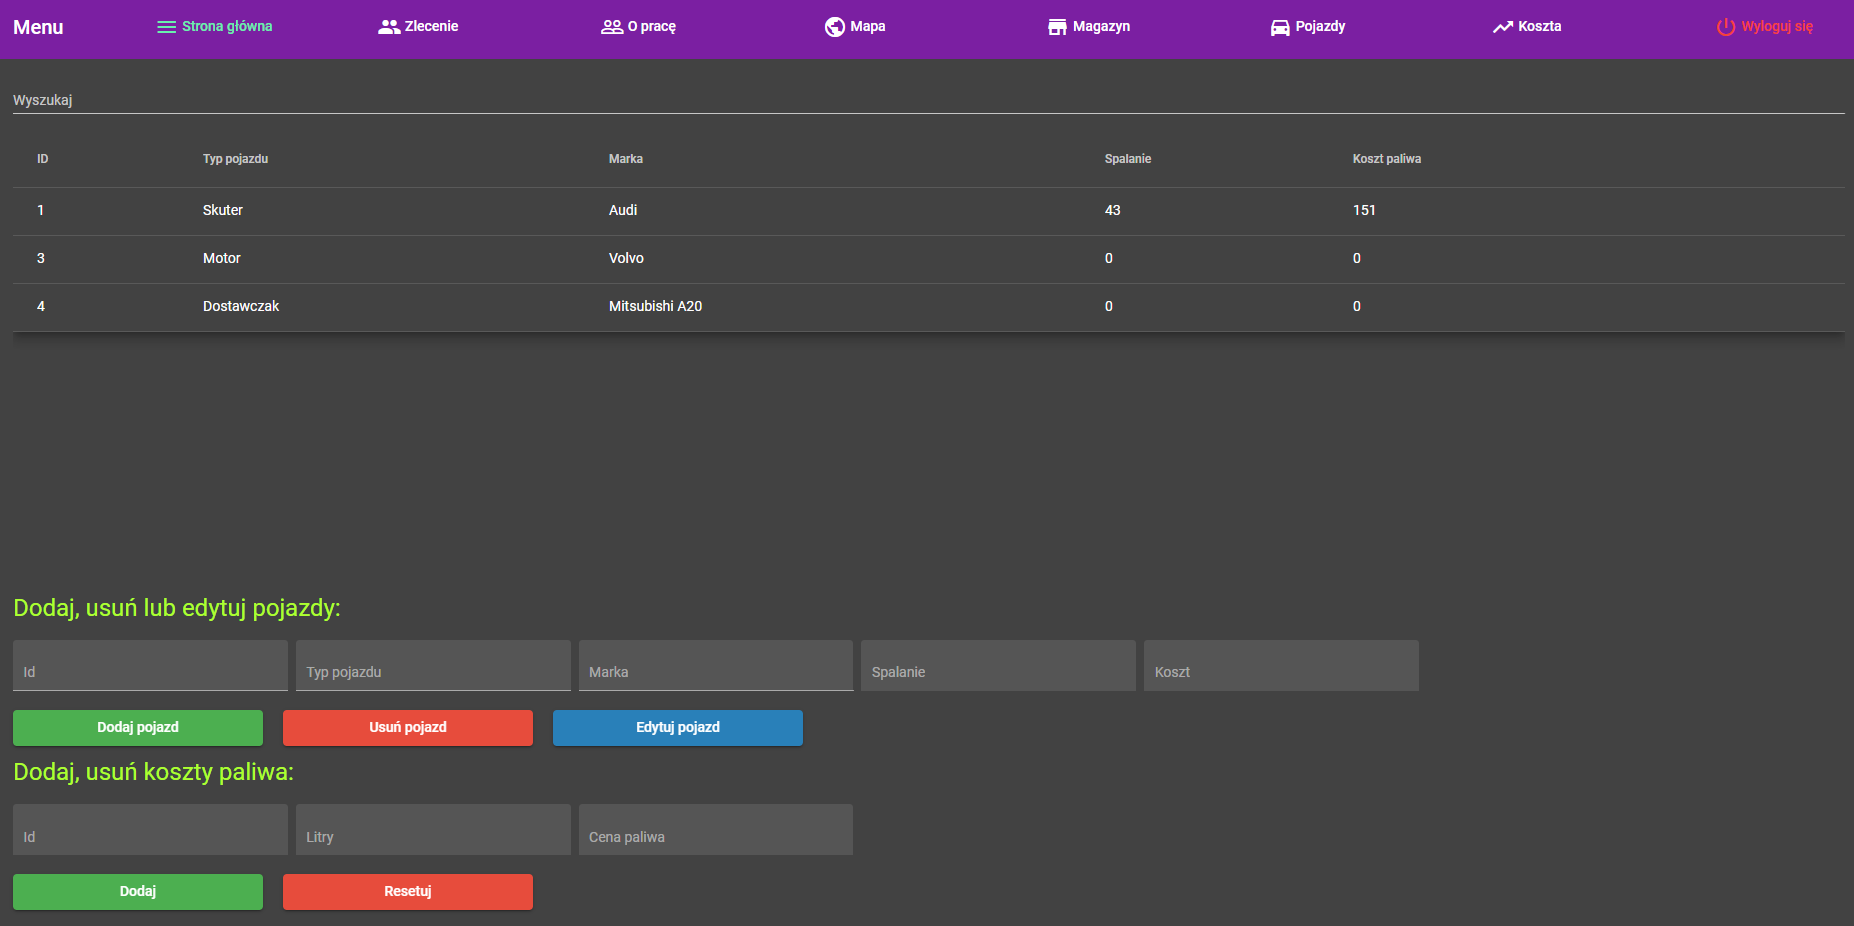 Menu Strona główna Zlecenie O pracę Mapa Magazyn Pojazdy Koszta Wyloguj się
Wyszukaj
ID Typ pojazdu Marka Spalanie Koszt paliwa
1 Skuter Audi 43 151
3 Motor Volvo 0 0
4 Dostawczak Mitsubishi A20 0 0
Dodaj, usuń lub edytuj pojazdy:
Id Typ pojazdu Marka Spalanie Koszt
Dodaj pojazd Usuń pojazd Edytuj pojazd
Dodaj, usuń koszty paliwa:
Id Litry Cena paliwa
Dodaj Resetuj